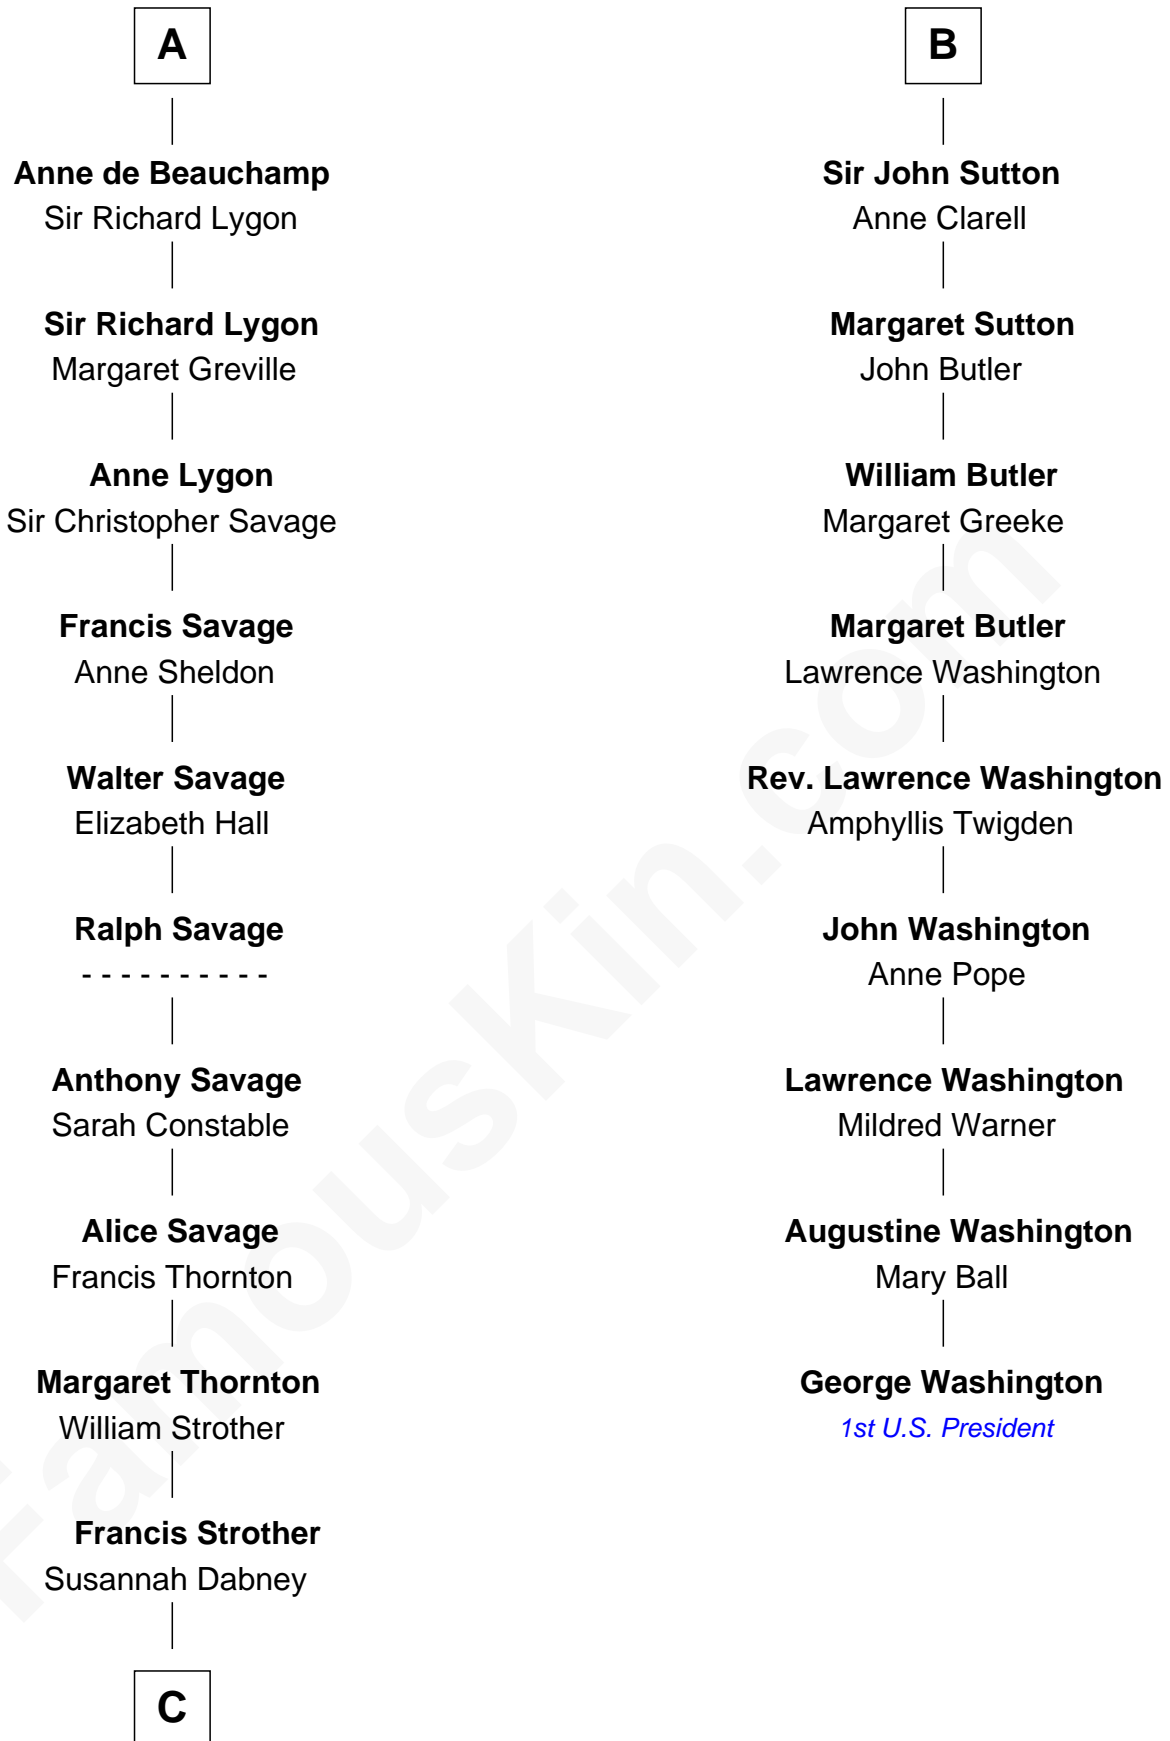 A
Anne de Beauchamp
Sir Richard Lygon
Sir Richard Lygon
Margaret Greville
Anne Lygon
Sir Christopher Savage
Francis Savage
Anne Sheldon
Walter Savage
Elizabeth Hall
Ralph Savage
- - - - - - - - - -
Anthony Savage
Sarah Constable
Alice Savage
Francis Thornton
Margaret Thornton
William Strother
Francis Strother
Susannah Dabney
C
B
Sir John Sutton
Anne Clarell
Margaret Sutton
John Butler
William Butler
Margaret Greeke
Margaret Butler
Lawrence Washington
Rev. Lawrence Washington
Amphyllis Twigden
John Washington
Anne Pope
Lawrence Washington
Mildred Warner
Augustine Washington
Mary Ball
George Washington
1st U.S. President
FamousKin.com